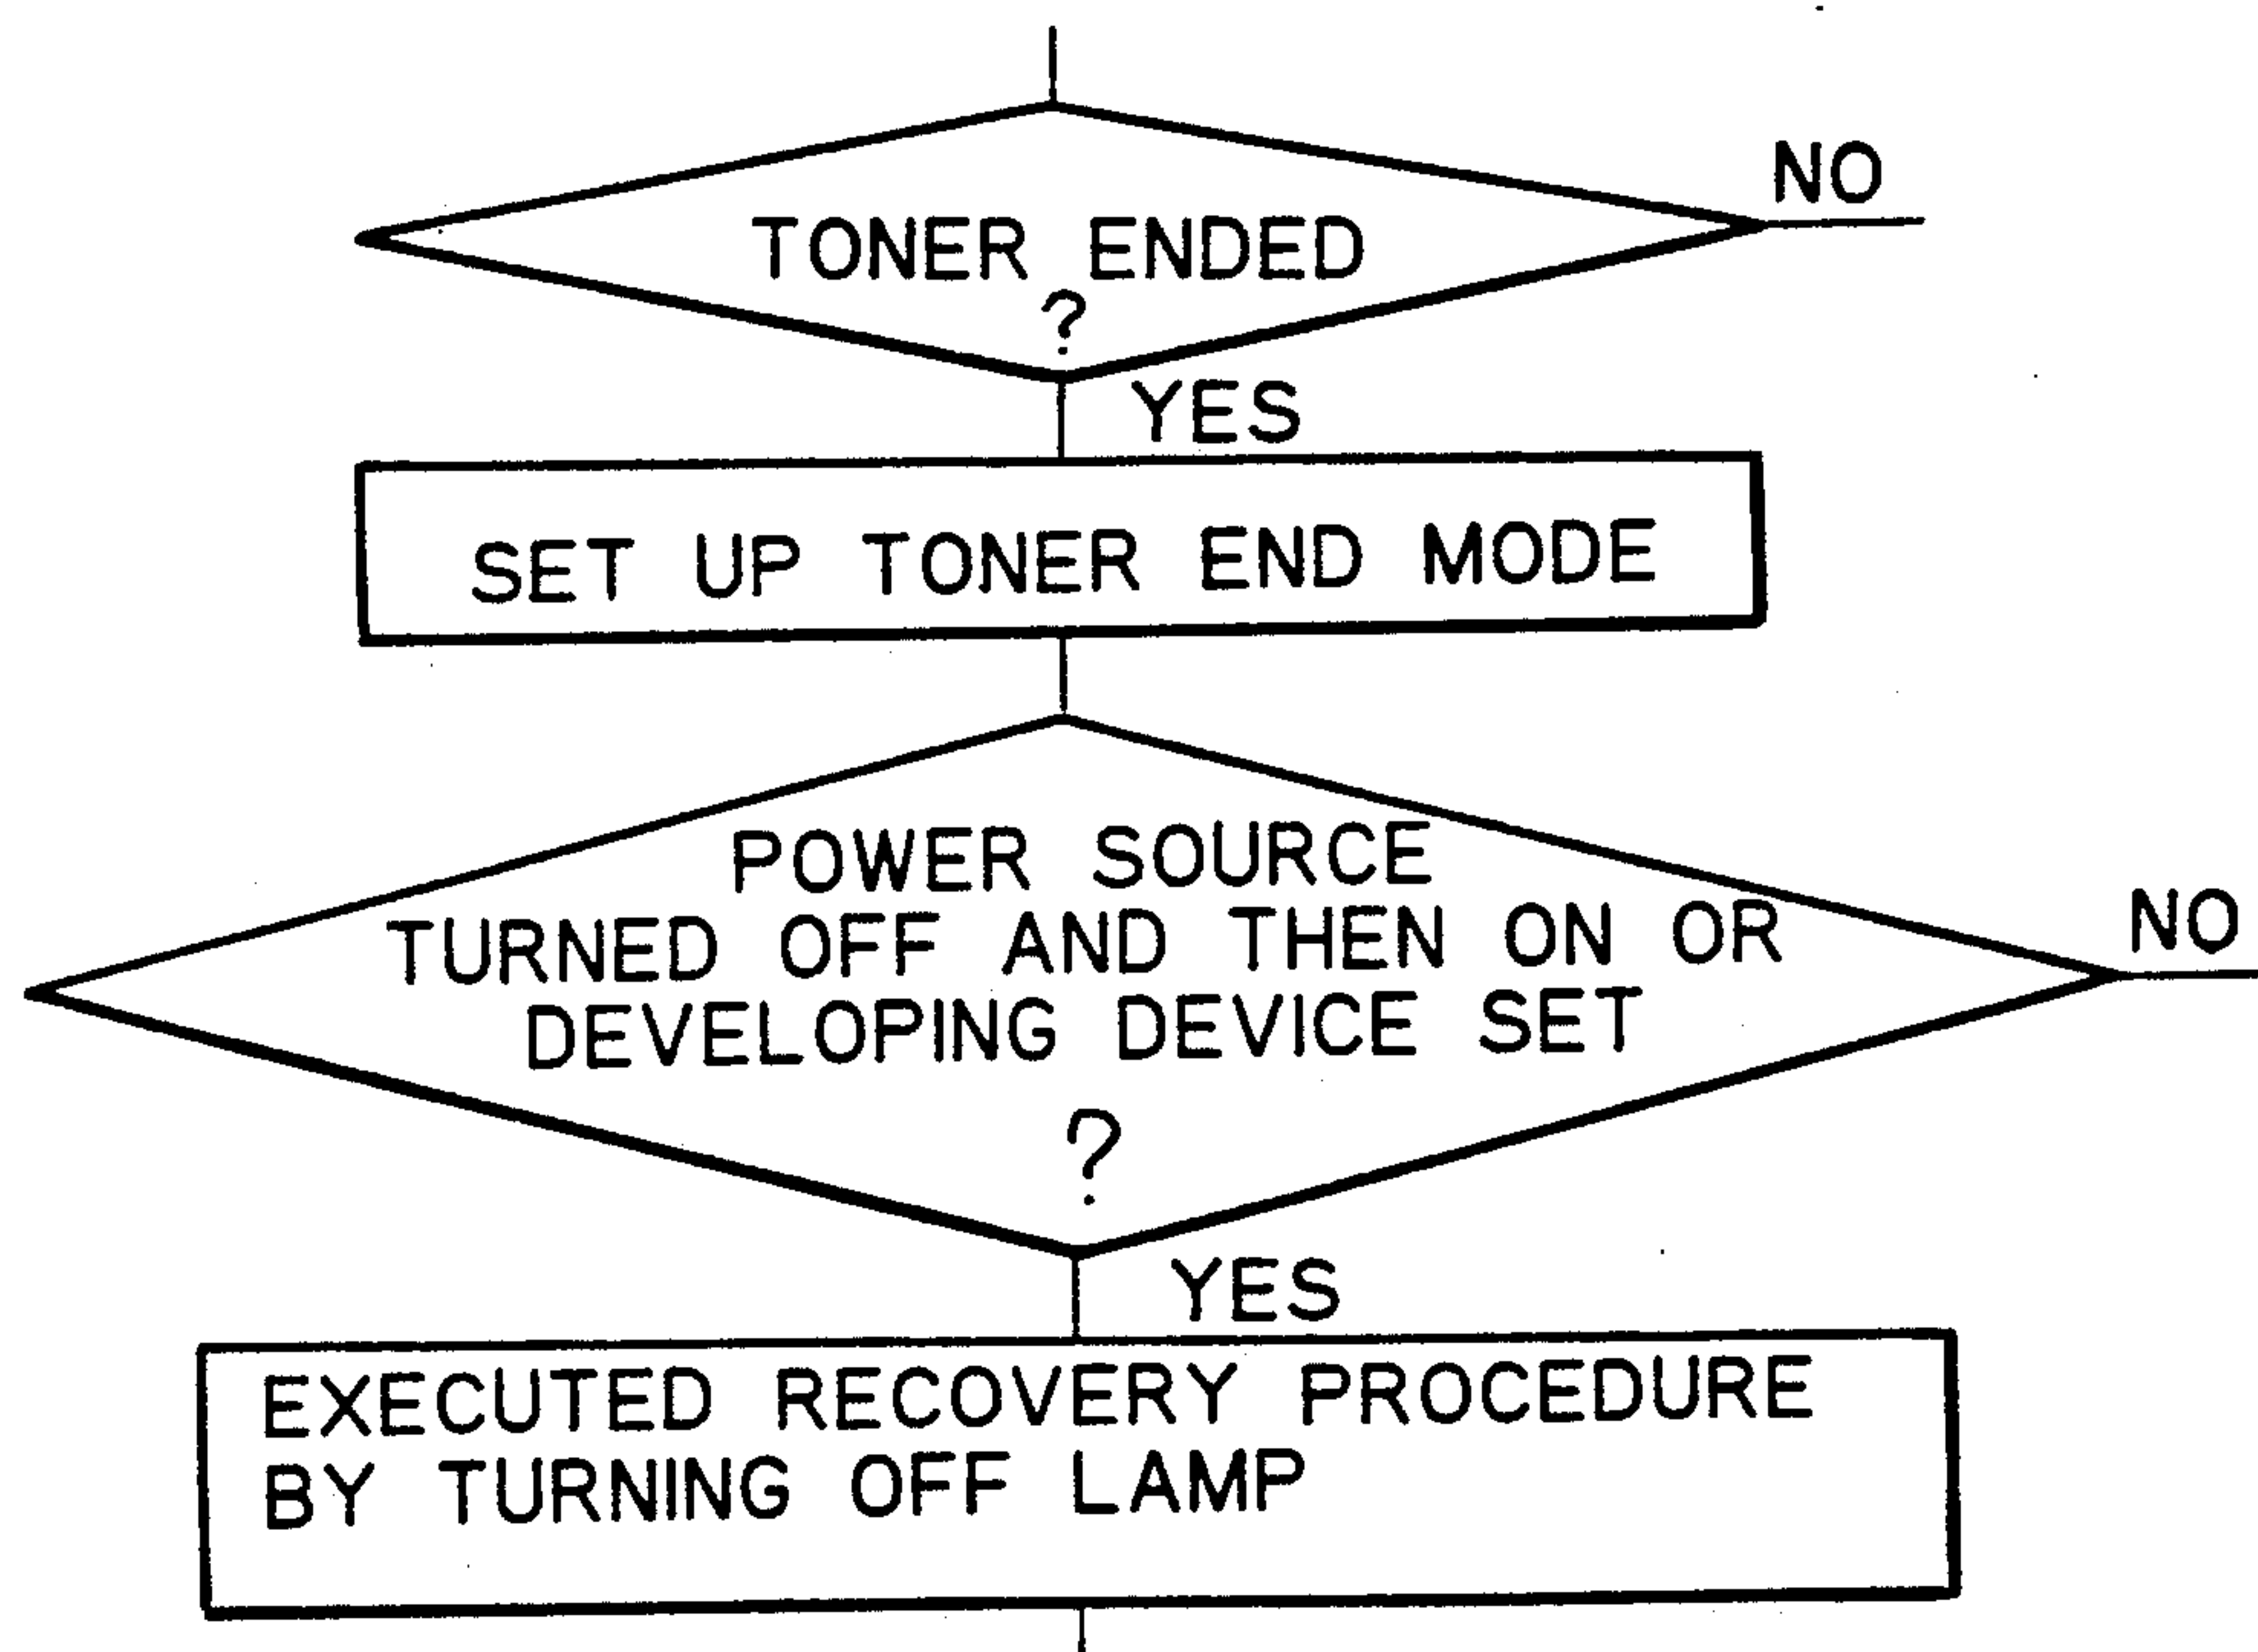 NO
TONER ENDED
?
YES
SET UP TONER END MODE
POWER SOURCE
TURNED OFF AND THEN ON OR
DEVELOPING DEVICE SET
?
NO
YES
EXECUTED RECOVERY PROCEDURE
BY TURNING OFF LAMP